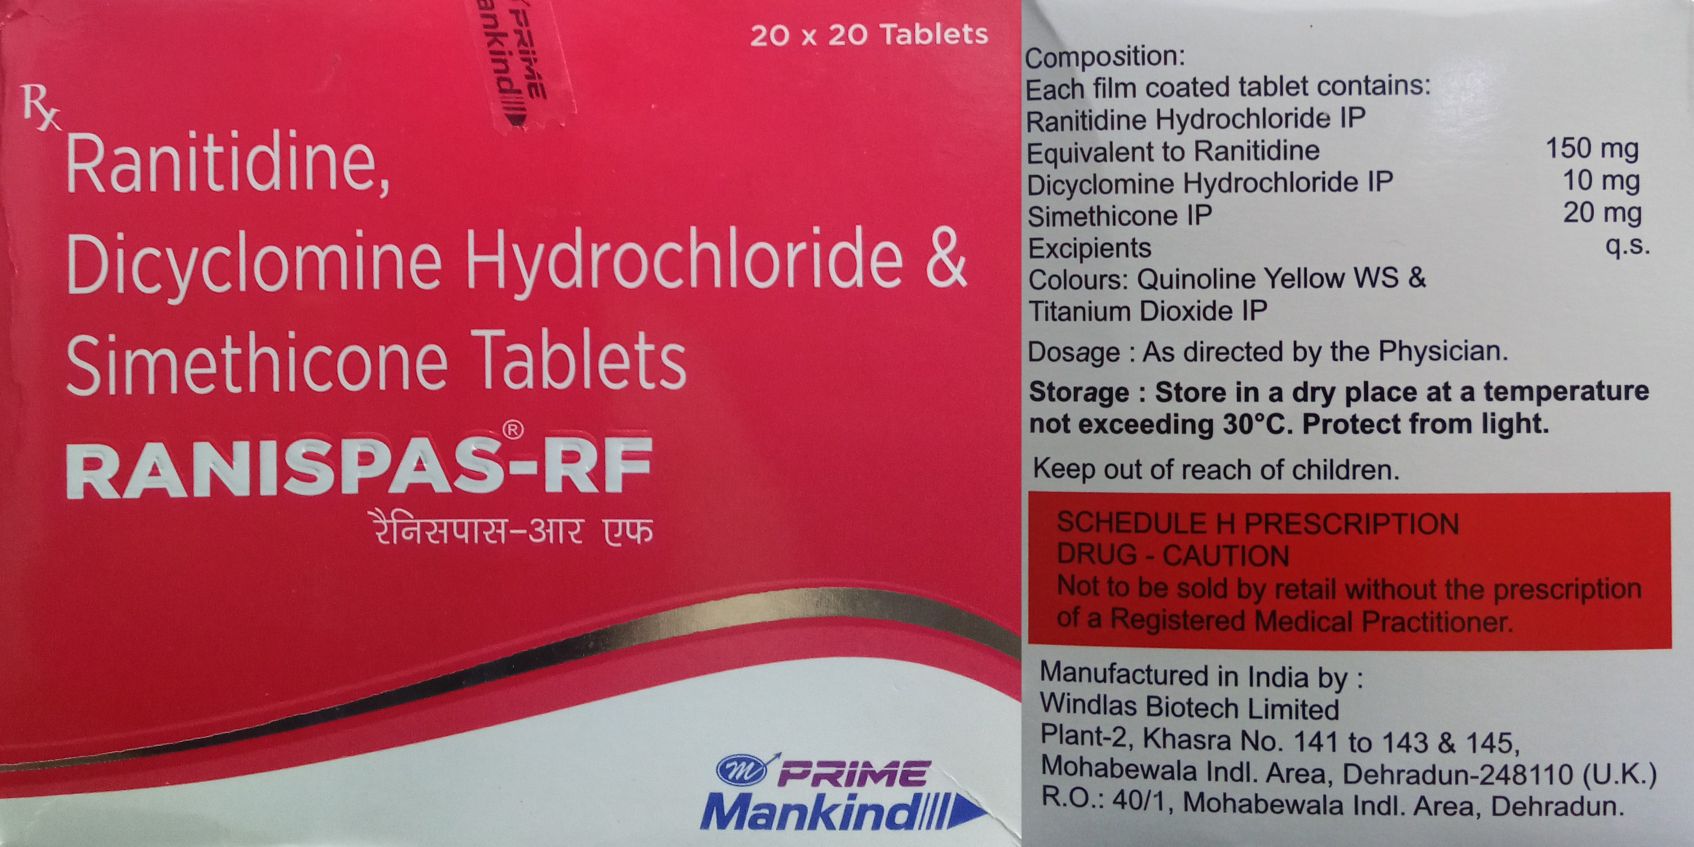 PRIME
ankind
20 x 20 Tablets
Rx
Ranitidine,
Dicyclomine Hydrochloride &
Simethicone Tablets
RANISPAS®-RF
रैनिसपास-आर एफ
m PRIME
Mankind
Composition:
Each film coated tablet contains:
Ranitidine Hydrochloride IP
Equivalent to Ranitidine 150 mg
Dicyclomine Hydrochloride IP 10 mg
Simethicone IP 20 mg
Excipients q.s.
Colours: Quinoline Yellow WS &
Titanium Dioxide IP
Dosage : As directed by the Physician.
Storage : Store in a dry place at a temperature
not exceeding 30°C. Protect from light.
Keep out of reach of children.
SCHEDULE H PRESCRIPTION
DRUG - CAUTION
Not to be sold by retail without the prescription
of a Registered Medical Practitioner.
Manufactured in India by :
Windlas Biotech Limited
Plant-2, Khasra No. 141 to 143 & 145,
Mohabewala Indl. Area, Dehradun-248110 (U.K.)
R.O.: 40/1, Mohabewala Indl. Area, Dehradun.